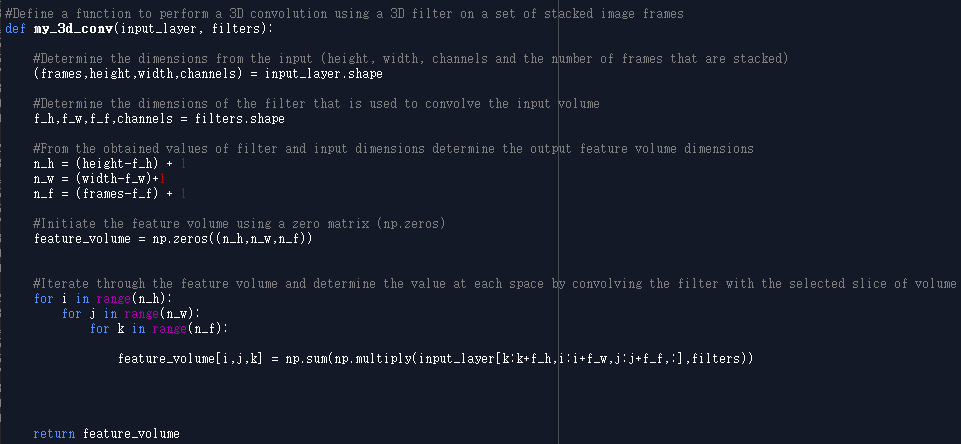 #Define a function to perform a 3D convolution using a 3D filter on a set of stacked image frames
def my_3d_conv(input_layer, filters):
#Determine the dimensions from the input (height, width, channels and the number of frames that are stacked)
(frames,height,width,channels) = input_layer.shape
#Determine the dimensions of the filter that is used to convolve the input volume
f_h,f_w,f_f,channels = filters.shape
#From the obtained values of filter and input dimensions determine the output feature volume dimensions
n_h = (height-f_h) + 1
n_w = (width-f_w)+1
n_f = (frames-f_f) + 1
#Initiate the feature volume using a zero matrix (np.zeros)
feature_volume = np.zeros((n_h,n_w,n_f))
#Iterate through the feature volume and determine the value at each space by convolving the filter with the selected slice of volume
for i in range(n_h):
for j in range(n_w):
for k in range(n_f):
feature_volume[i,j,k] = np.sum(np.multiply(input_layer[k:k+f_h,i:i+f_w,j:j+f_f,:],filters))
return feature_volume